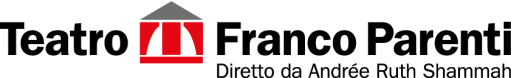 Teatro Franco Parenti
Diretto da Andrée Ruth Shammah